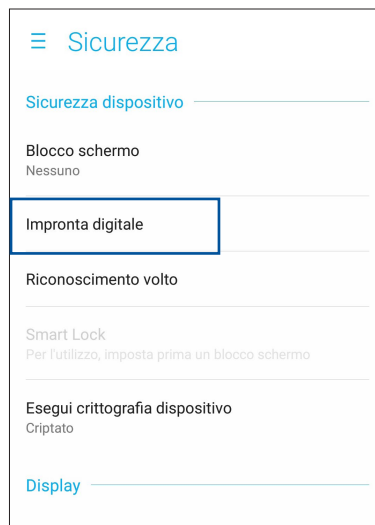 Sicurezza
Sicurezza dispositivo
Blocco schermo
Nessuno
Impronta digitale
Riconoscimento volto
Smart Lock
Per l'utilizzo, imposta prima un blocco schermo
Esegui crittografia dispositivo
Criptato
Display